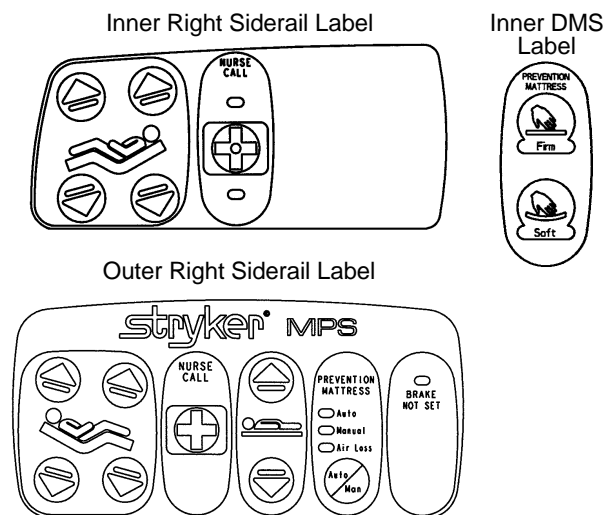 Inner Right Siderail Label
NURSE
CALL
Inner DMS
Label
PREVENTION
MATTRESS
Firm
Soft
Outer Right Siderail Label
stryker® MPS
NURSE
CALL
PREVENTION
MATTRESS
Auto
Manual
Air Loss
Auto
Man
BRAKE
NOT SET